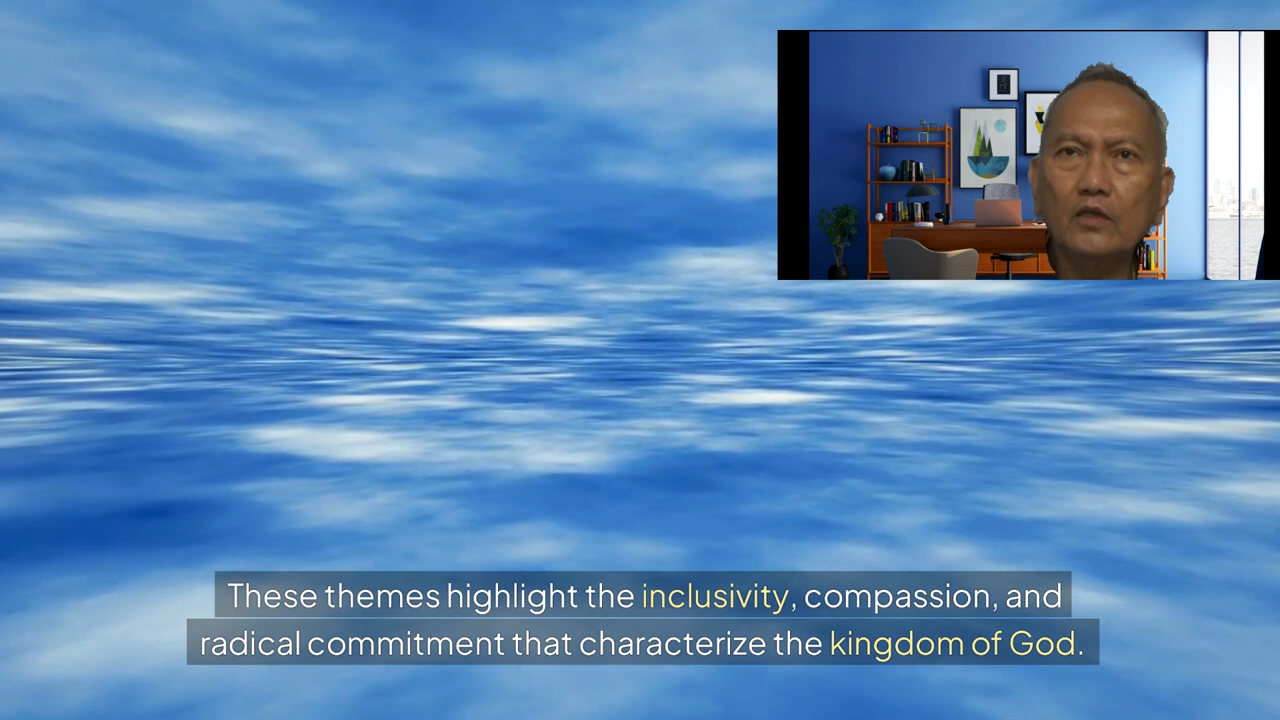 These themes highlight the inclusivity, compassion, and
radical commitment that characterize the kingdom of God.